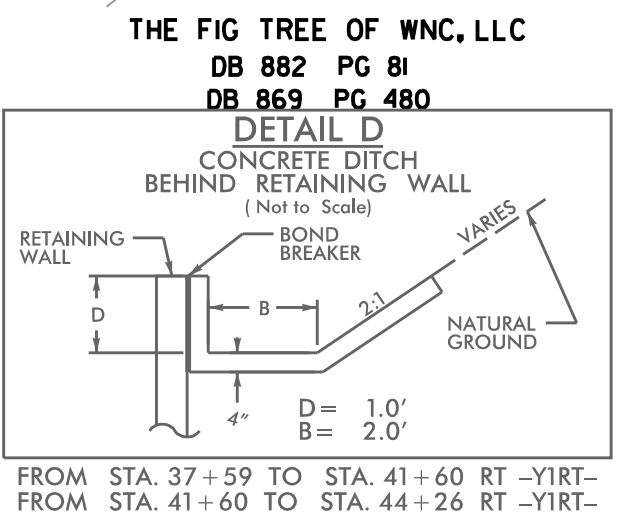 THE FIG TREE OF WNC, LLC
DB 882 PG 81
DB 869 PG 480
DETAIL D
CONCRETE DITCH
BEHIND RETAINING WALL
( Not to Scale)
RETAINING
WALL
BOND
BREAKER
VARIES
D
B
2:1
NATURAL
GROUND
4"
D = 1.0'
B = 2.0'
FROM STA. 37+59 TO STA. 41+60 RT –Y1RT–
FROM STA. 41+60 TO STA. 44+26 RT –Y1RT–